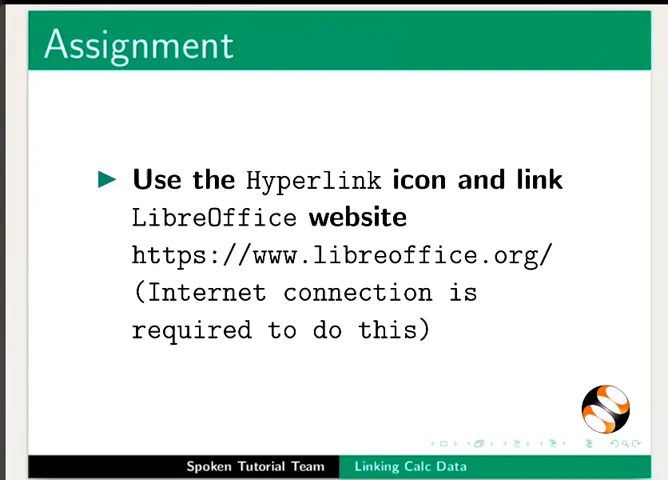 Assignment
Use the Hyperlink icon and link
LibreOffice website
https://www.libreoffice.org/
(Internet connection is
required to do this)
Spoken Tutorial Team Linking Calc Data